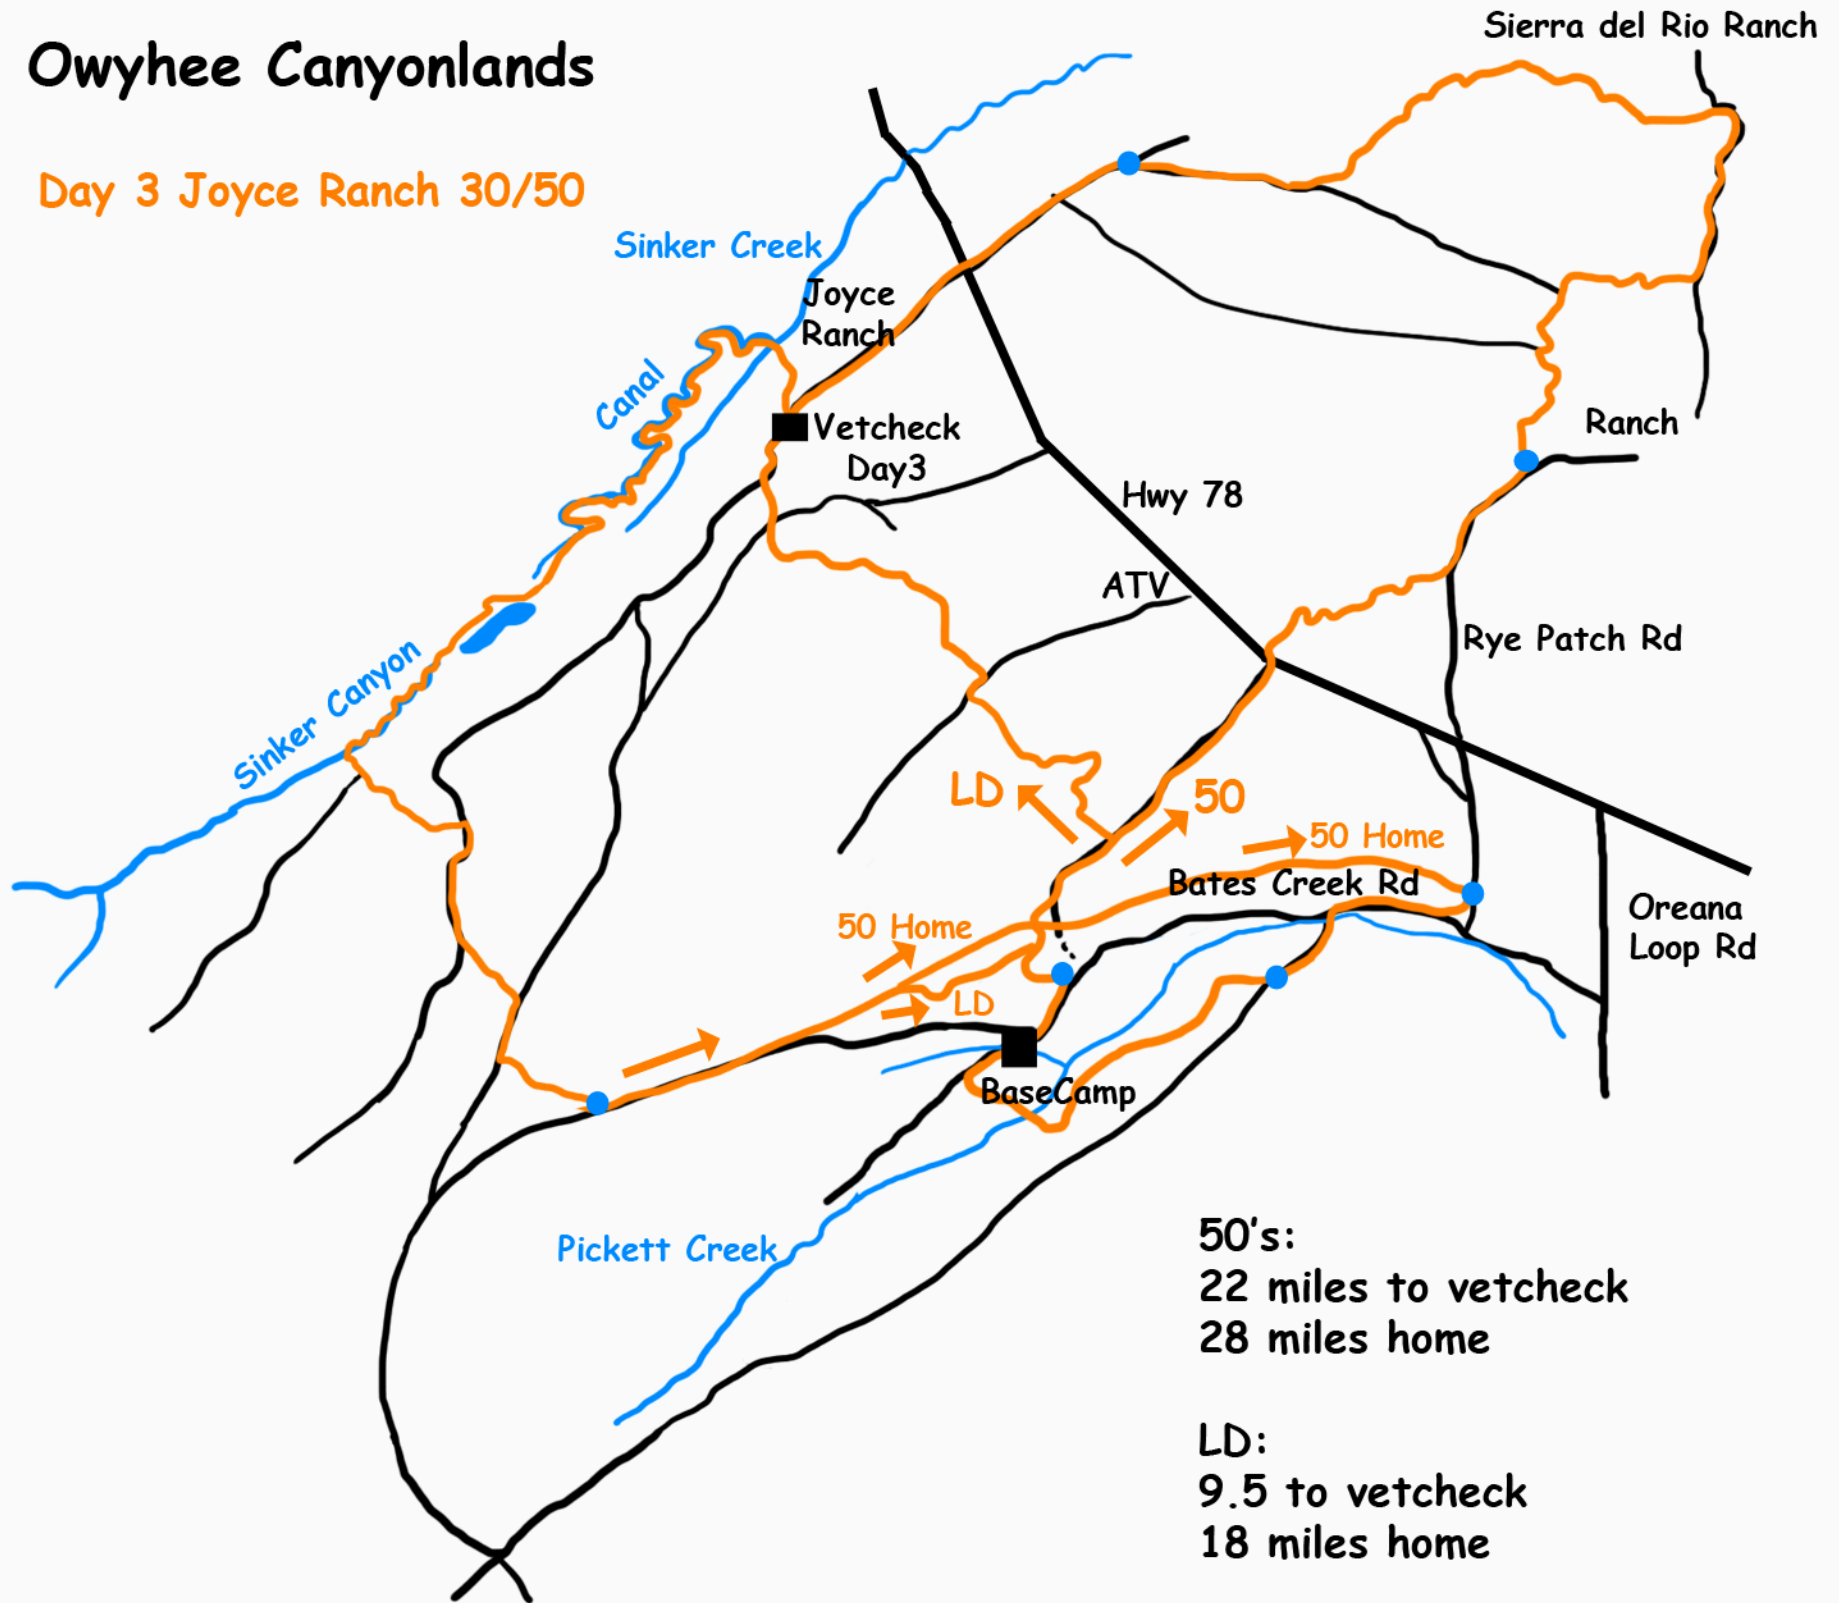 Sierra del Rio Ranch
Owyhee Canyonlands
Day 3 Joyce Ranch 30/50
Sinker Creek
Joyce
Ranch
Canal
Vetcheck
Day3
Ranch
Hwy 78
ATV
Rye Patch Rd
Sinker Canyon
LD
50
50 Home
Bates Creek Rd
50 Home
Oreana
Loop Rd
LD
BaseCamp
Pickett Creek
50's:
22 miles to vetcheck
28 miles home
LD:
9.5 to vetcheck
18 miles home